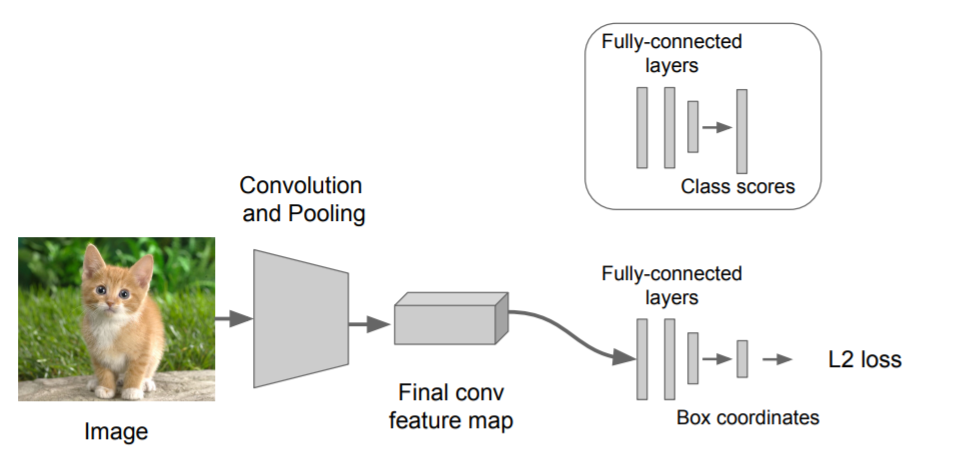 Fully-connected
layers
Class scores
Convolution
and Pooling
Fully-connected
layers
L2 loss
Final conv
feature map
Box coordinates
Image